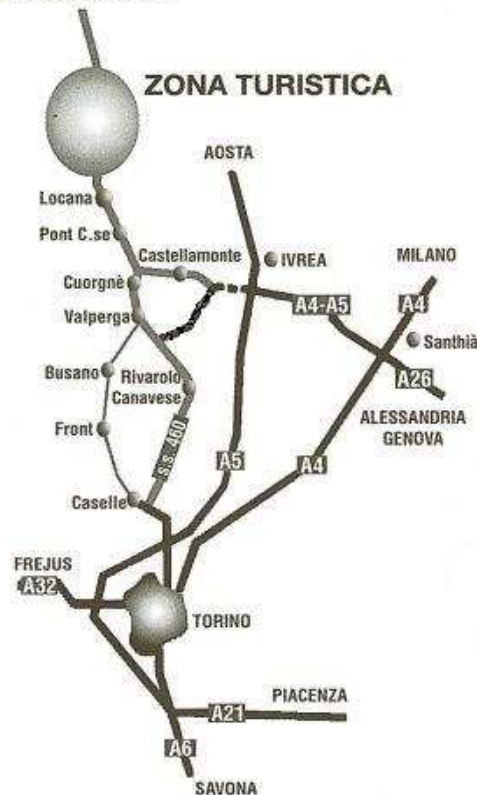 ZONA TURISTICA
AOSTA
Locana
Pont C.se
Castellamonte
IVREA
MILANO
Cuorgnè
A4-A5
A4
Valperga
Santhià
Busano
Rivarolo
Canavese
A26
ALESSANDRIA
GENOVA
Front
s.s. 460
A5
A4
Caselle
FREJUS
A32
TORINO
PIACENZA
A21
A6
SAVONA